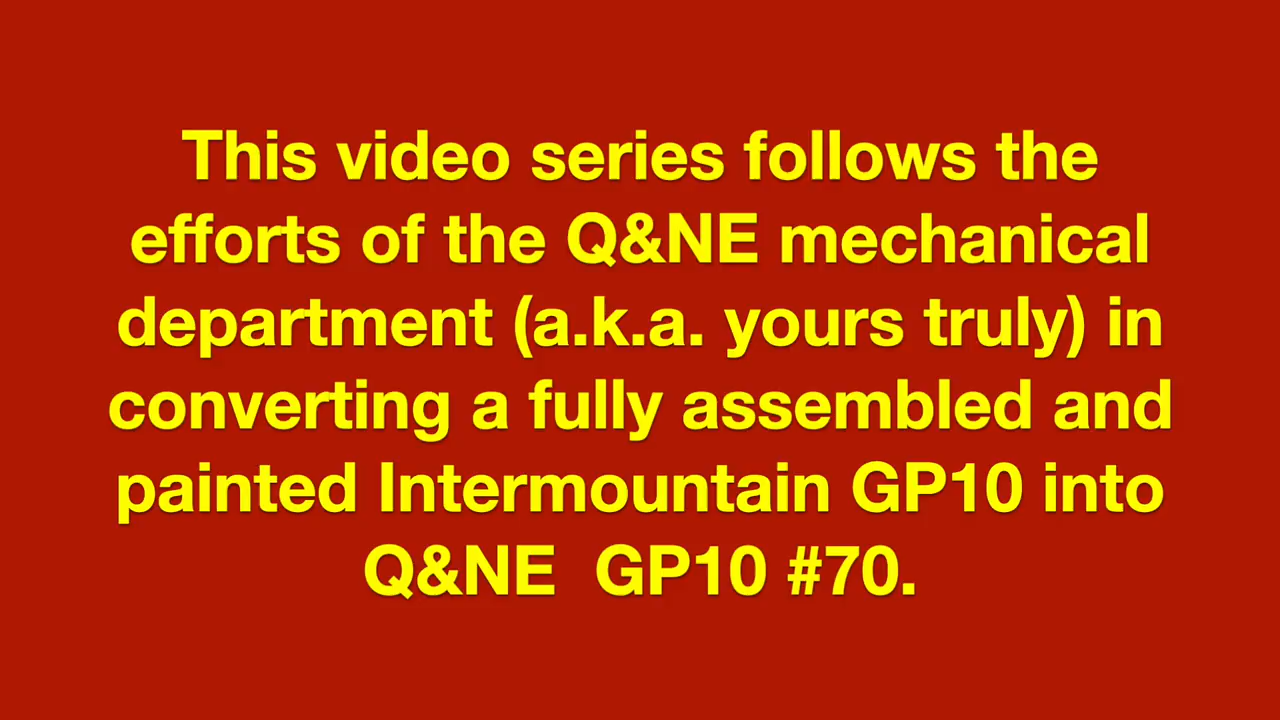 This video series follows the
efforts of the Q&NE mechanical
department (a.k.a. yours truly) in
converting a fully assembled and
painted Intermountain GP10 into
Q&NE  GP10 #70.